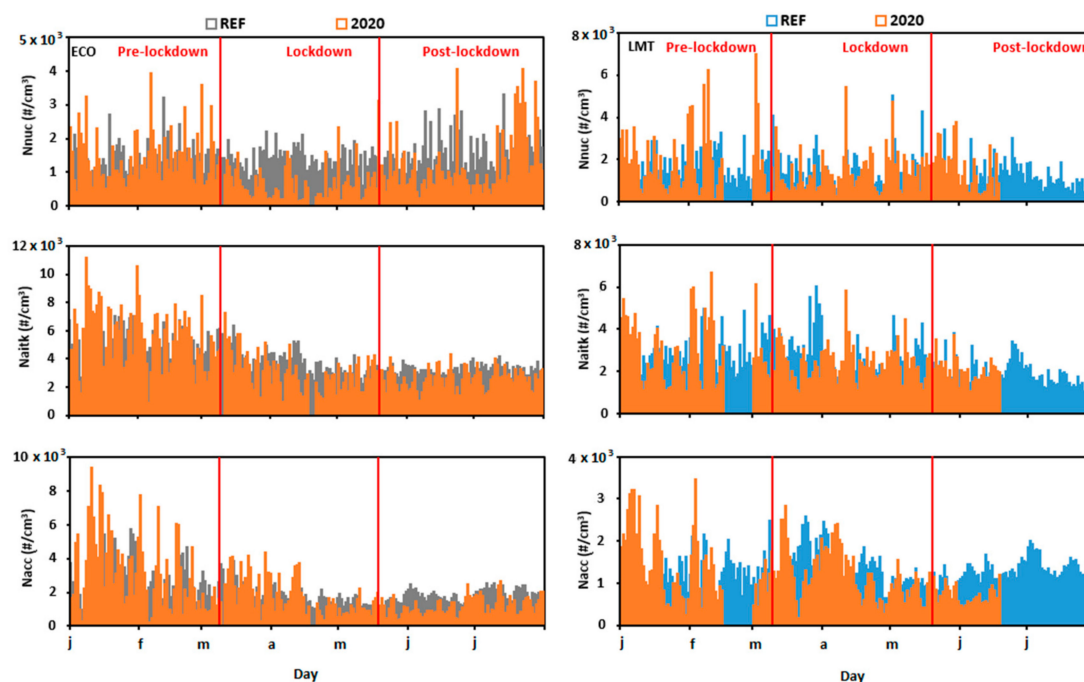 REF 2020
5 x 10³
ECO Pre-lockdown Lockdown Post-lockdown
4
3
2
1
0
Nnuc (#/cm³)
12 x 10³
10
8
6
4
2
0
Naitk (#/cm³)
10 x 10³
8
6
4
2
0
Nacc (#/cm³)
j f m a m j j
Day
REF 2020
8 x 10³
LMT Pre-lockdown Lockdown Post-lockdown
6
4
2
0
Nnuc (#/cm³)
8 x 10³
6
4
2
0
Naitk (#/cm³)
4 x 10³
3
2
1
0
Nacc (#/cm³)
j f m a m j j
Day